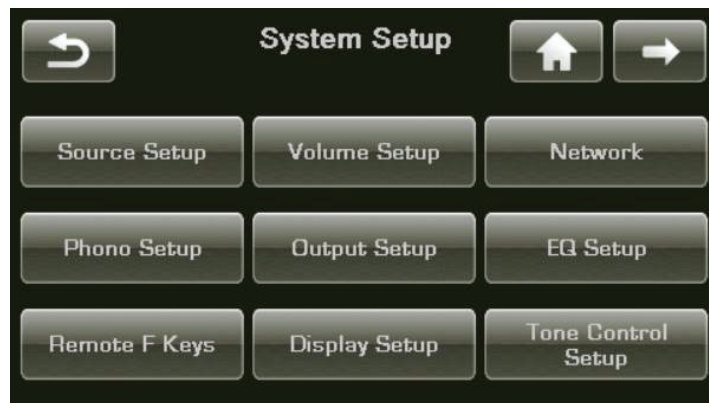 System Setup
Source Setup
Volume Setup
Network
Phono Setup
Output Setup
EQ Setup
Remote F Keys
Display Setup
Tone Control
Setup